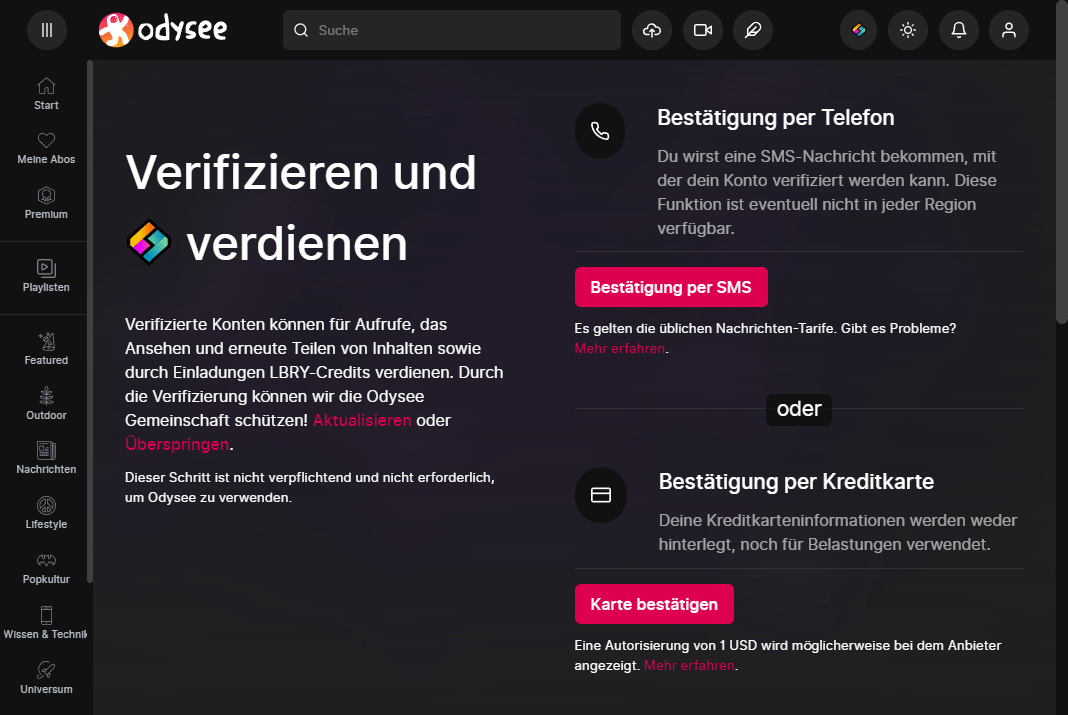 odysee
Suche
Start
Meine Abos
Premium
Playlisten
Featured
Outdoor
Nachrichten
Lifestyle
Popkultur
Wissen & Technik
Universum
Verifizieren und
verdienen
Verifizierte Konten können für Aufrufe, das
Ansehen und erneute Teilen von Inhalten sowie
durch Einladungen LBRY-Credits verdienen. Durch
die Verifizierung können wir die Odysee
Gemeinschaft schützen! Aktualisieren oder
Überspringen.
Dieser Schritt ist nicht verpflichtend und nicht erforderlich,
um Odysee zu verwenden.
Bestätigung per Telefon
Du wirst eine SMS-Nachricht bekommen, mit
der dein Konto verifiziert werden kann. Diese
Funktion ist eventuell nicht in jeder Region
verfügbar.
Bestätigung per SMS
Es gelten die üblichen Nachrichten-Tarife. Gibt es Probleme?
Mehr erfahren.
oder
Bestätigung per Kreditkarte
Deine Kreditkarteninformationen werden weder
hinterlegt, noch für Belastungen verwendet.
Karte bestätigen
Eine Autorisierung von 1 USD wird möglicherweise bei dem Anbieter
angezeigt. Mehr erfahren.